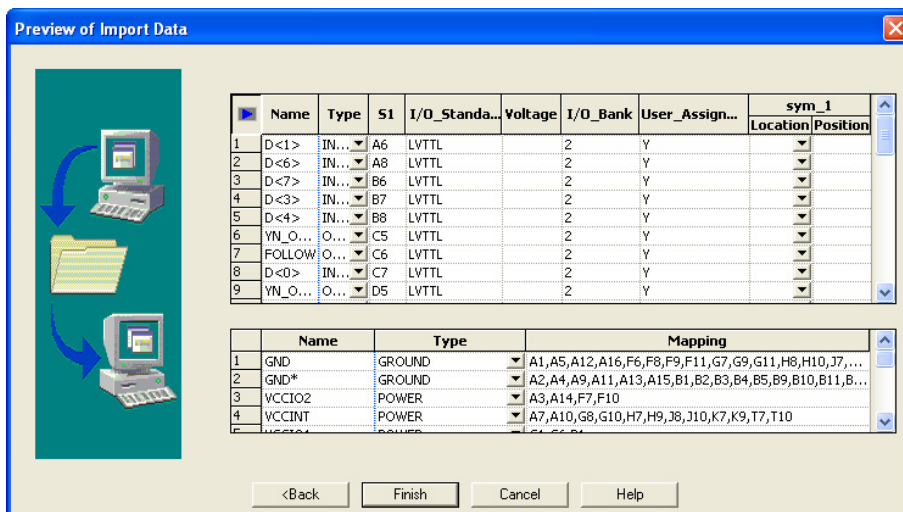 Preview of Import Data
Name Type S1 I/O_Standa... Voltage I/O_Bank User_Assign... sym_1
Location Position
1 D<1> IN... A6 LVTTL 2 Y
2 D<6> IN... A8 LVTTL 2 Y
3 D<7> IN... B6 LVTTL 2 Y
4 D<3> IN... B7 LVTTL 2 Y
5 D<4> IN... B8 LVTTL 2 Y
6 YN_O... O... C5 LVTTL 2 Y
7 FOLLOW O... C6 LVTTL 2 Y
8 D<0> IN... C7 LVTTL 2 Y
9 YN_O... O... D5 LVTTL 2 Y
Name Type Mapping
1 GND GROUND A1,A5,A12,A16,F6,F8,F9,F11,G7,G9,G11,H8,H10,J7,...
2 GND* GROUND A2,A4,A9,A11,A13,A15,B1,B2,B3,B4,B5,B9,B10,B11,B...
3 VCCIO2 POWER A3,A14,F7,F10
4 VCCINT POWER A7,A10,G8,G10,H7,H9,J8,J10,K7,K9,T7,T10
<Back Finish Cancel Help